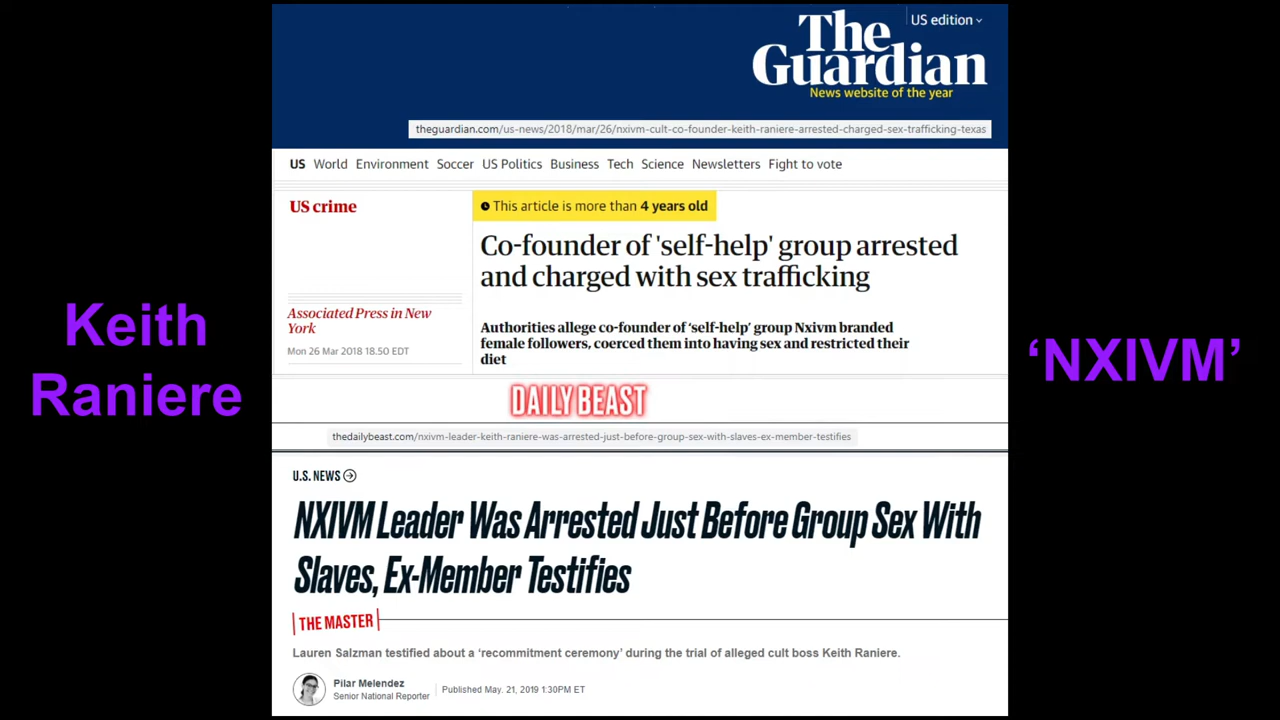 US edition
The
Guardian
News website of the year
theguardian.com/us-news/2018/mar/26/nxivm-cult-co-founder-keith-raniere-arrested-charged-sex-trafficking-texas
US World Environment Soccer US Politics Business Tech Science Newsletters Fight to vote
US crime
This article is more than 4 years old
Co-founder of 'self-help' group arrested
and charged with sex trafficking
Associated Press in New
York
Mon 26 Mar 2018 18.50 EDT
Authorities allege co-founder of ‘self-help’ group Nxivm branded
female followers, coerced them into having sex and restricted their
diet
Keith
Raniere
‘NXIVM’
DAILY BEAST
thedailybeast.com/nxivm-leader-keith-raniere-was-arrested-just-before-group-sex-with-slaves-ex-member-testifies
U.S. NEWS
NXIVM Leader Was Arrested Just Before Group Sex With
Slaves, Ex-Member Testifies
THE MASTER
Lauren Salzman testified about a ‘recommitment ceremony’ during the trial of alleged cult boss Keith Raniere.
Pilar Melendez
Senior National Reporter
Published May. 21, 2019 1:30PM ET